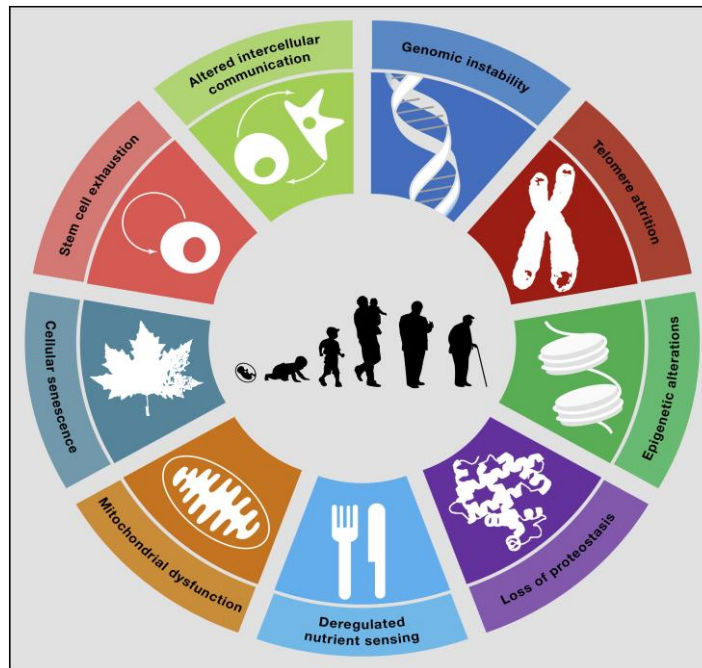 Altered intercellular
communication
Genomic instability
Telomere attrition
Epigenetic alterations
Loss of proteostasis
Deregulated
nutrient sensing
Mitochondrial dysfunction
Cellular senescence
Stem cell exhaustion